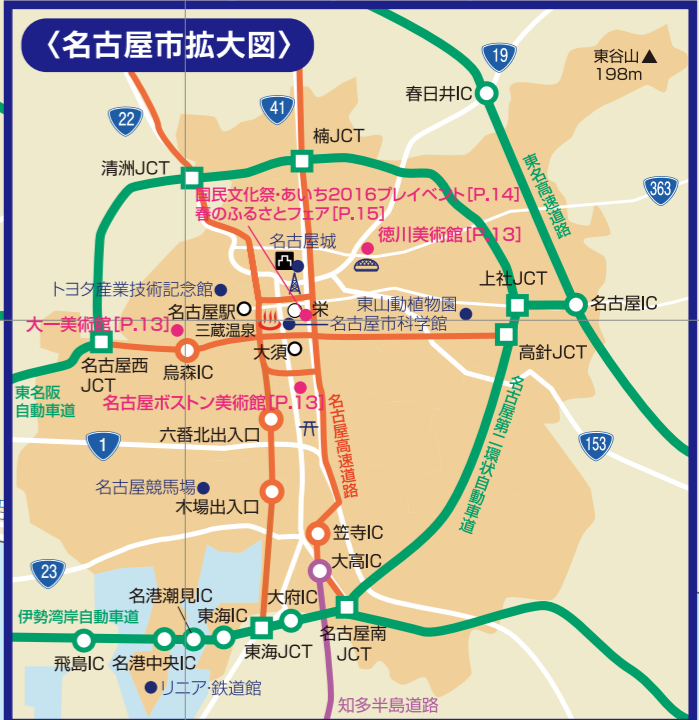 〈名古屋市拡大図〉
19
東谷山▲
198m
春日井IC
22
41
楠JCT
清洲JCT
東名高速道路
363
国民文化祭・あいち2016プレイベント[P.14]
春のふるさとフェア[P.15]
名古屋城
徳川美術館[P.13]
上社JCT
トヨタ産業技術記念館
名古屋駅
栄
東山動植物園
名古屋IC
大一美術館[P.13]
三蔵温泉
名古屋市科学館
大須
高針JCT
名古屋西
JCT
烏森IC
東名阪
自動車道
名古屋ボストン美術館[P.13]
名古屋高速道路
名古屋第二環状自動車道
1
六番北出入口
153
名古屋競馬場
木場出入口
笠寺IC
23
大高IC
名港潮見IC
大府IC
伊勢湾岸自動車道
東海IC
名古屋南
JCT
飛島IC
名港中央IC
東海JCT
リニア・鉄道館
知多半島道路